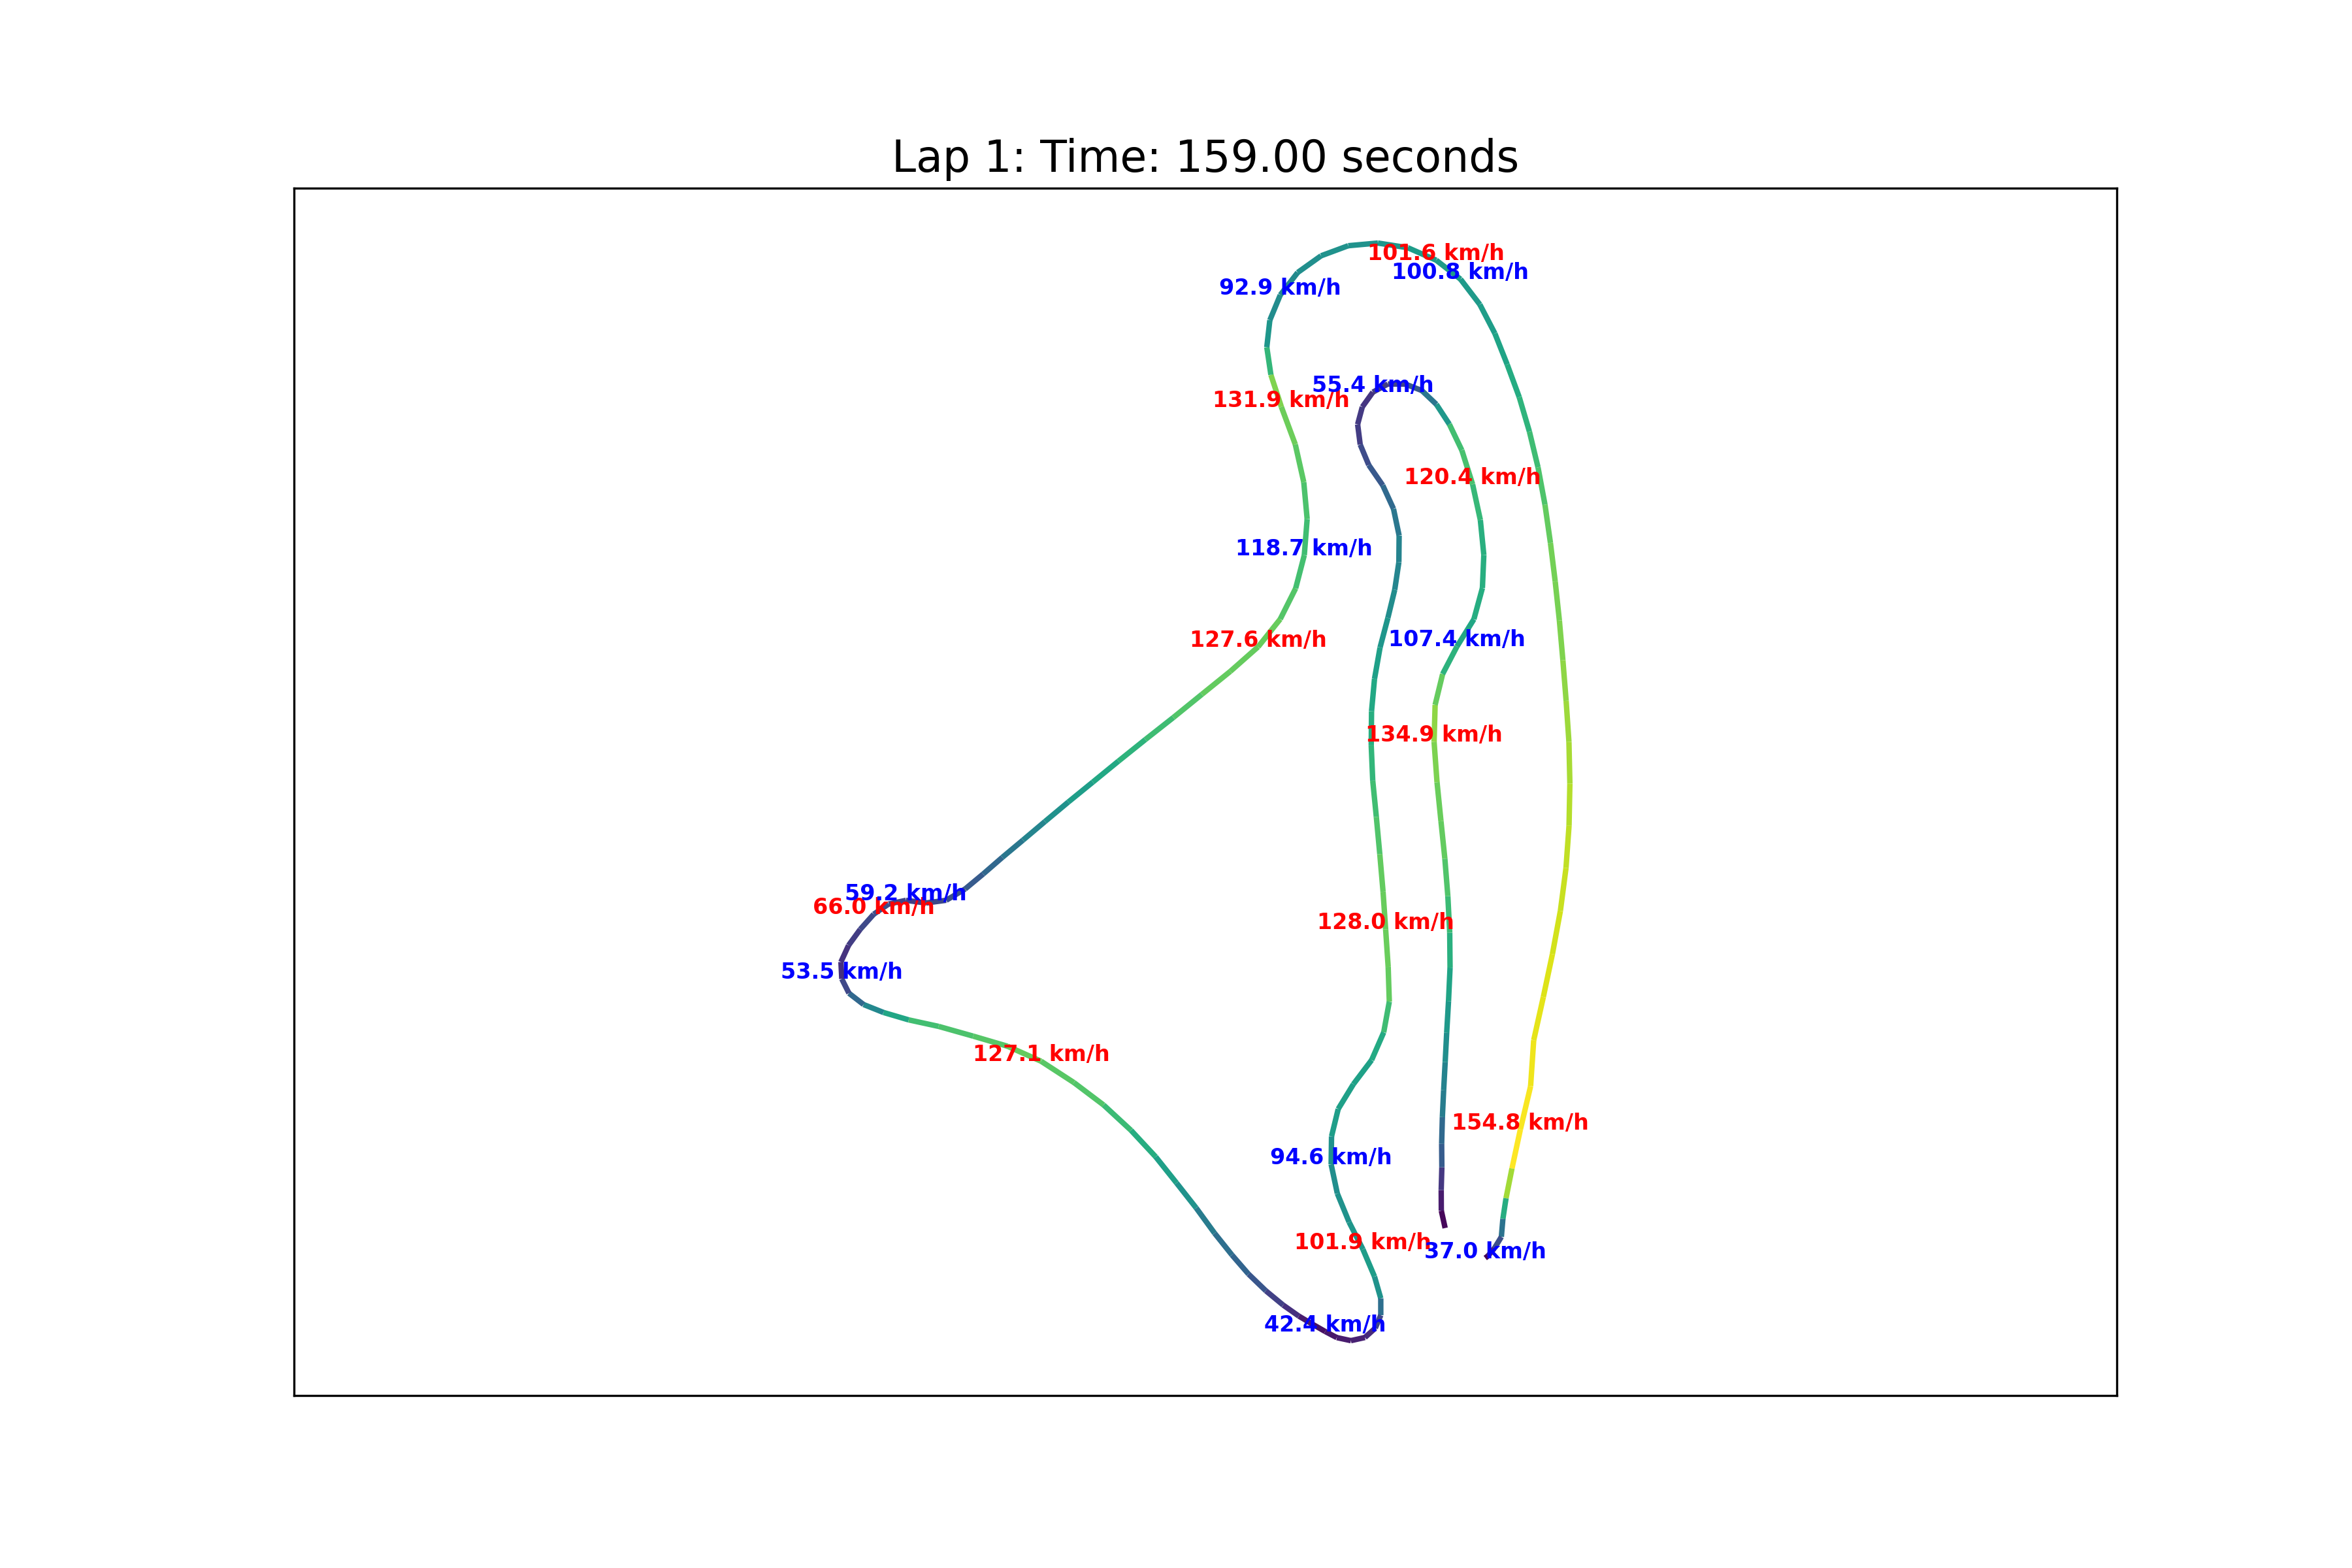 Lap 1: Time: 159.00 seconds
101.6 km/h
100.8 km/h
92.9 km/h
55.4 km/h
131.9 km/h
120.4 km/h
118.7 km/h
127.6 km/h
107.4 km/h
134.9 km/h
59.2 km/h
66.0 km/h
128.0 km/h
53.5 km/h
127.1 km/h
154.8 km/h
94.6 km/h
101.9 km/h
37.0 km/h
42.4 km/h